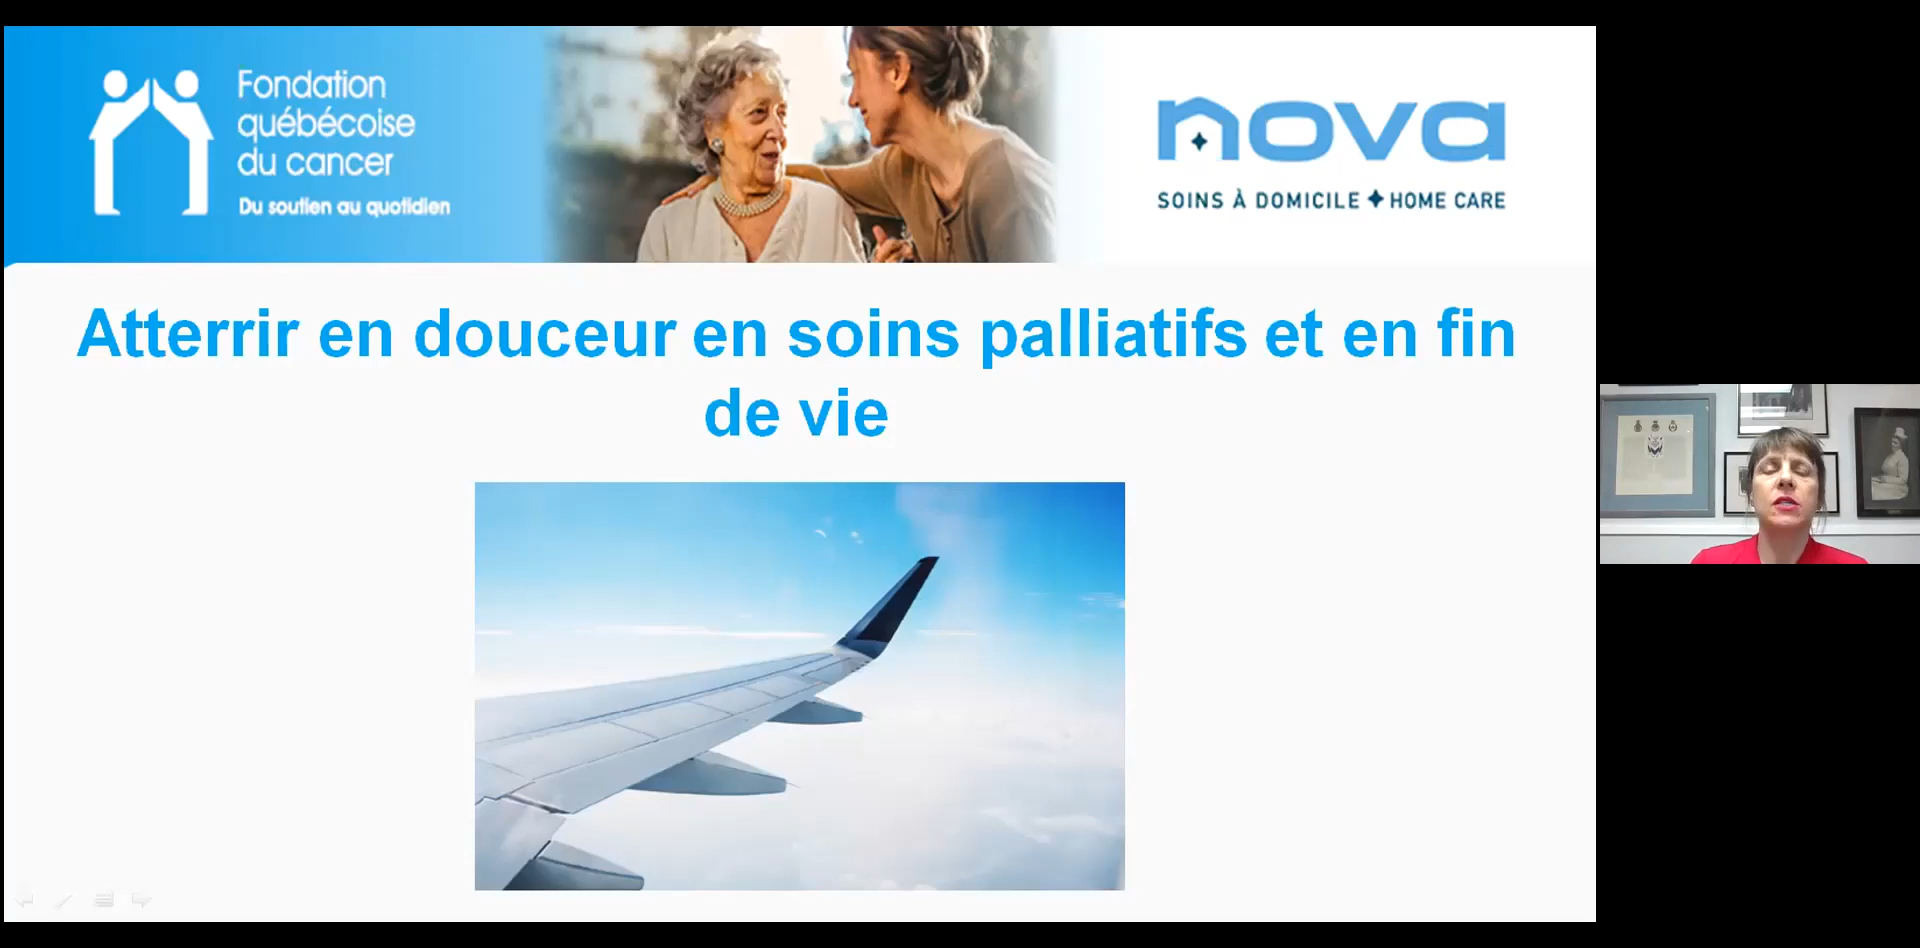 Fondation
québécoise
du cancer
Du soutien au quotidien
nova
SOINS À DOMICILE HOME CARE
Atterrir en douceur en soins palliatifs et en fin
de vie